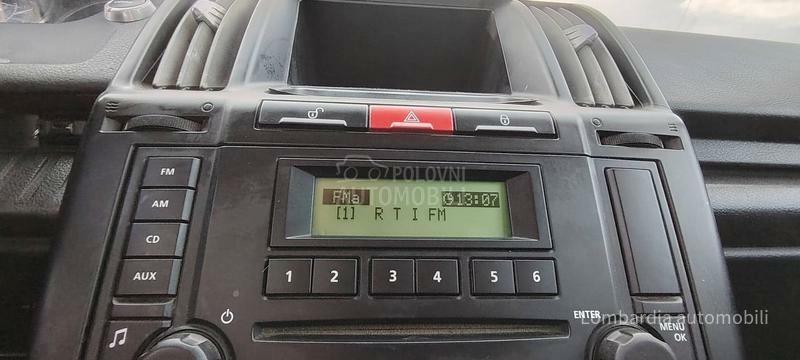 POLOVNI
AUTOMOBILI
FMa 13:07
[1] R T I FM
FM
AM
CD
AUX
1 2 3 4 5 6
ENTER
MENU
OK
Lombardia automobili